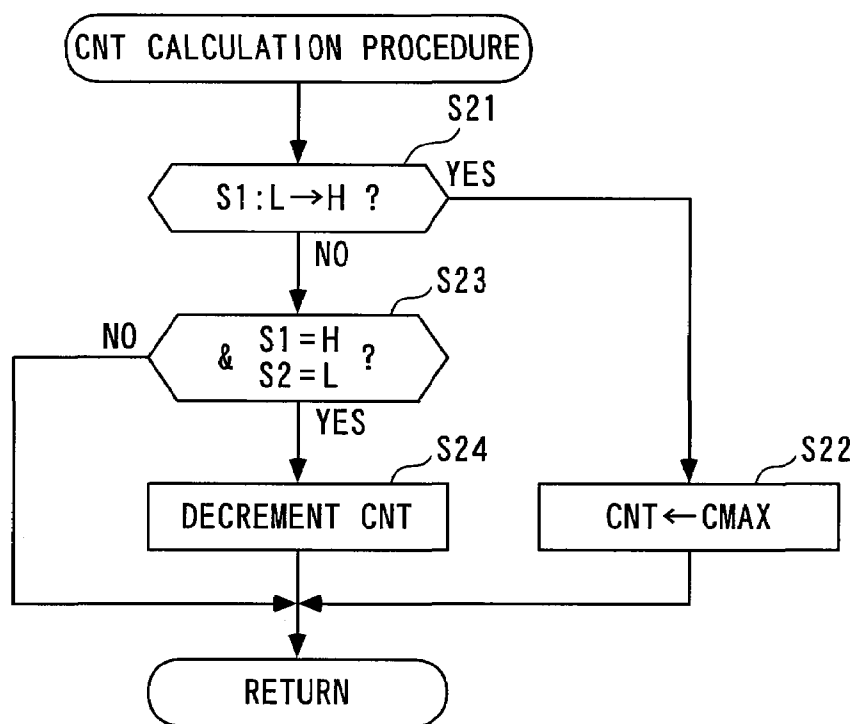 CNT CALCULATION PROCEDURE
S21
S1:L→H ?
YES
NO
S23
NO
& S1=H
S2=L ?
YES
S24
S22
DECREMENT CNT
CNT←CMAX
RETURN